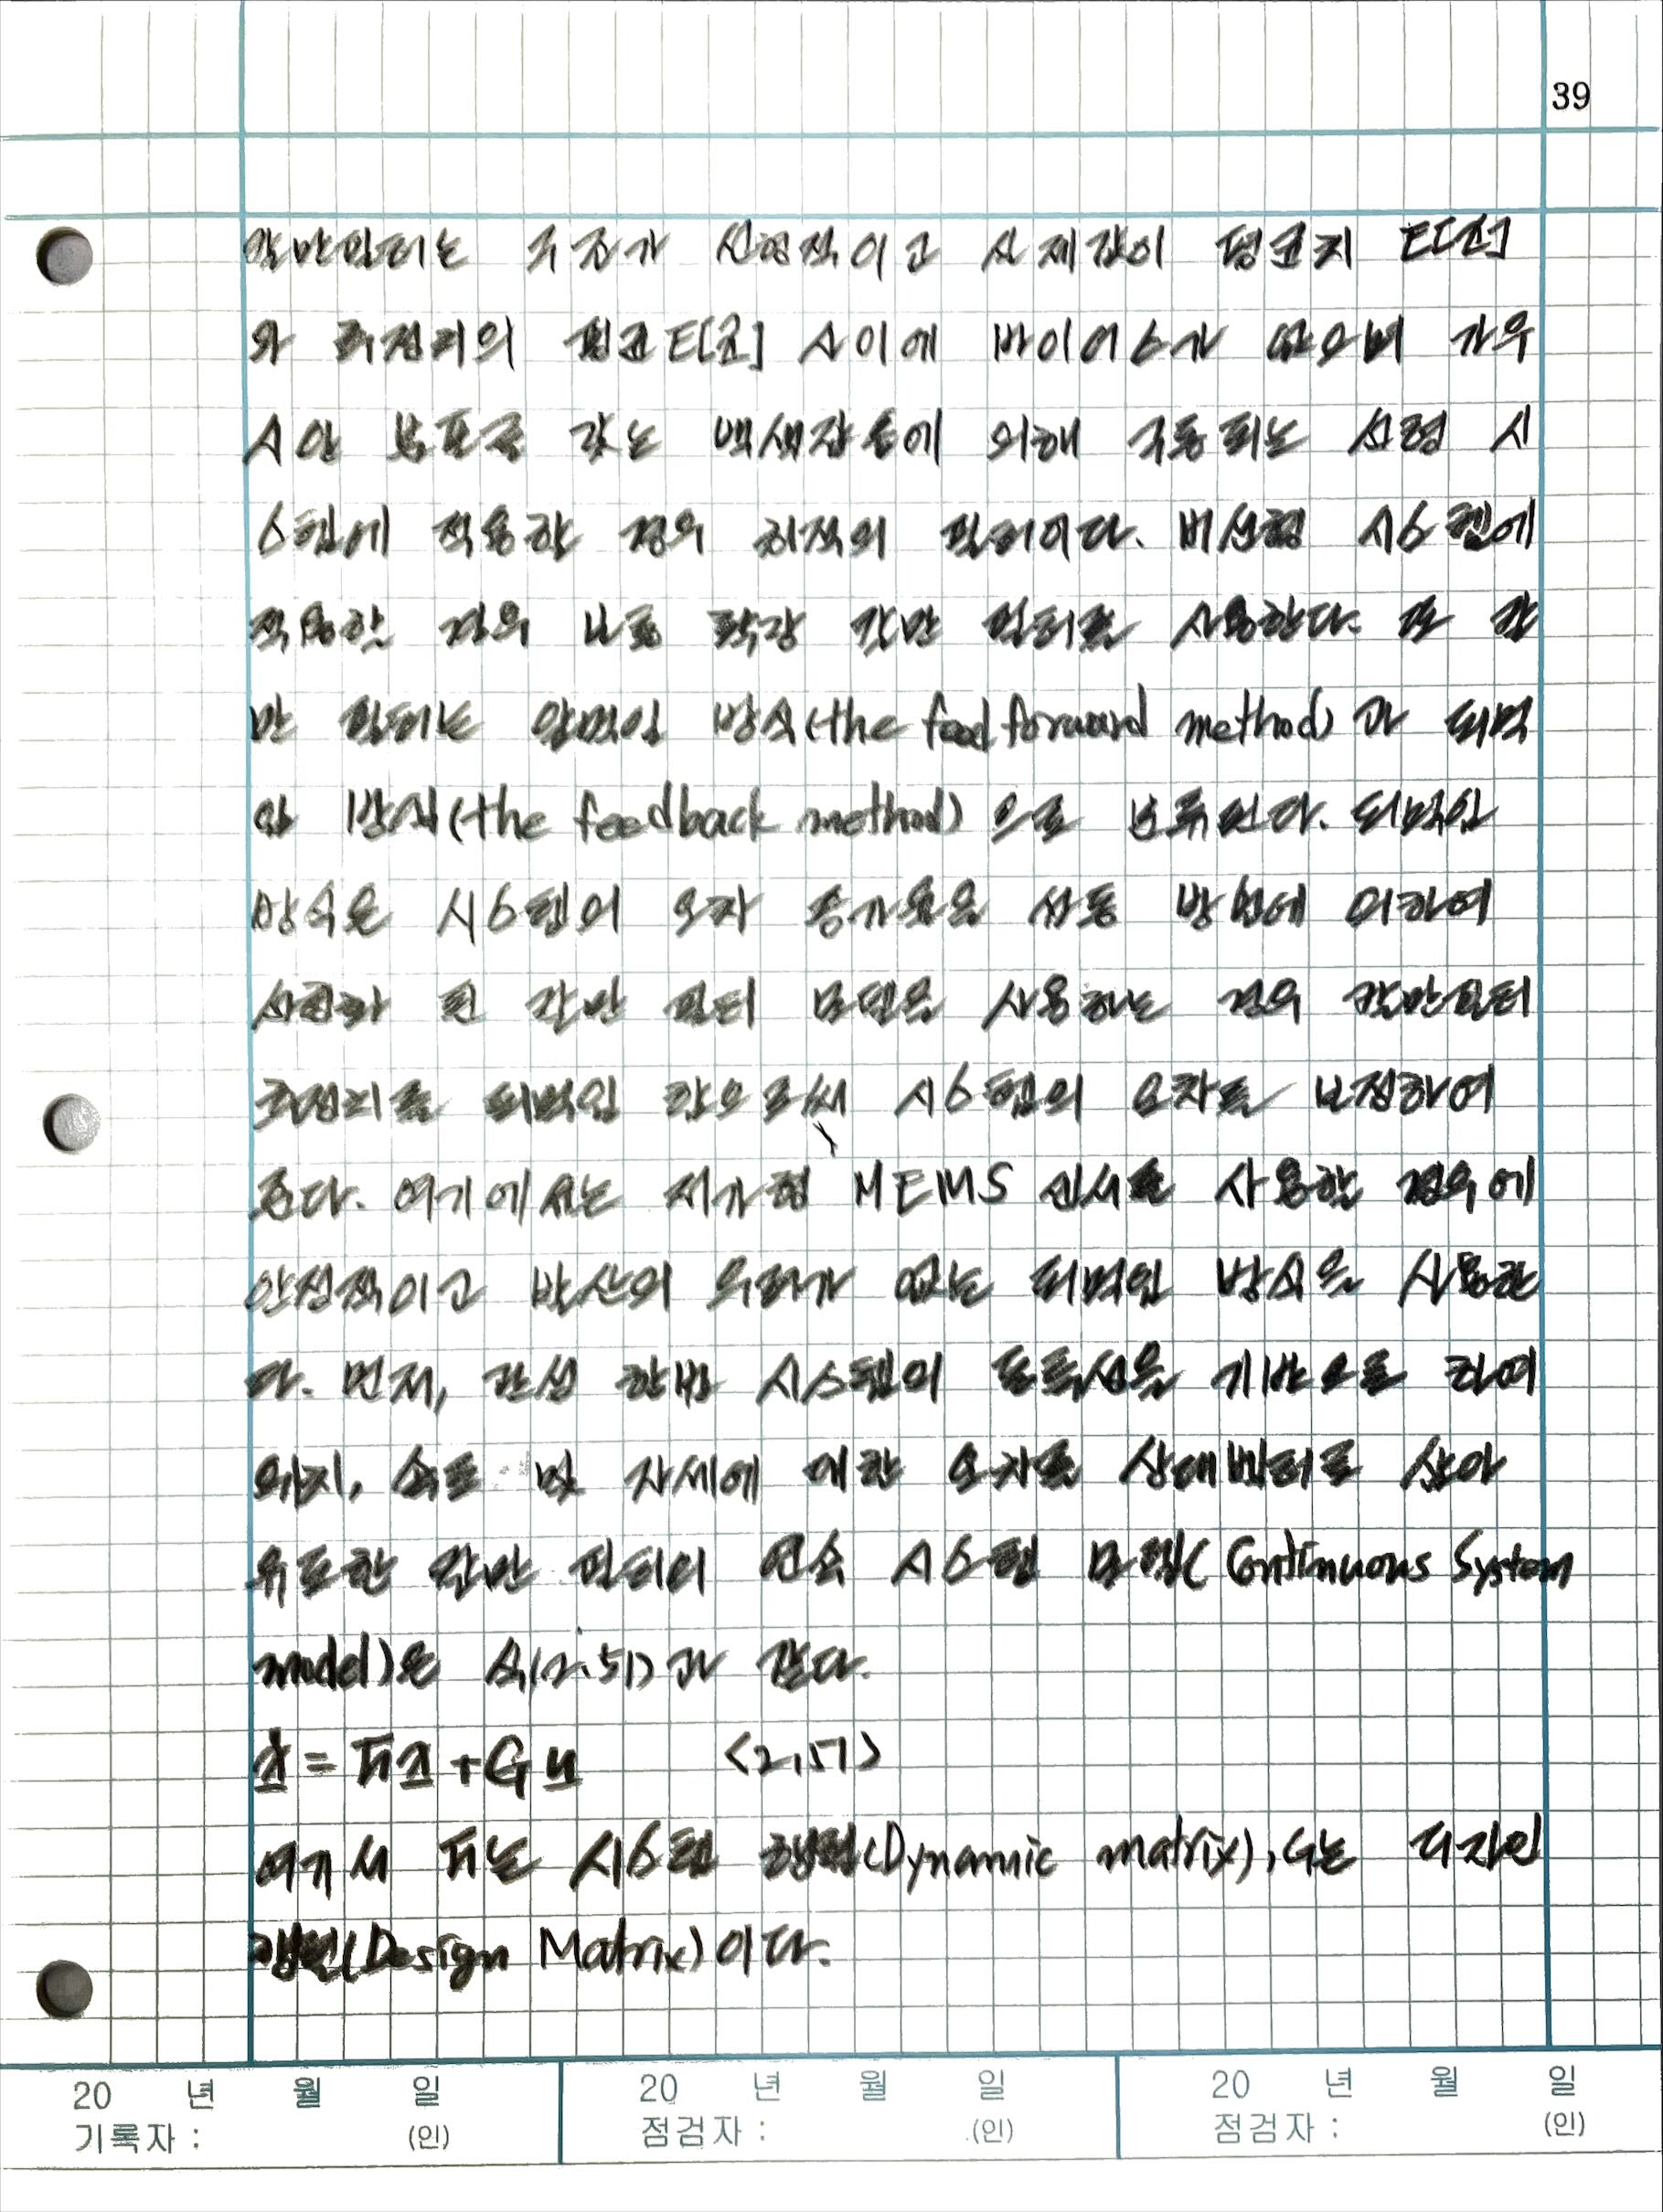 39
칼만필터는 구조가 선형적이고 실제값이 평균치 E[x]
와 추정치의 평균E[x̂] 사이에 바이어스가 없으며 가우
시안 분포를 갖는 백색잡음에 의해 구동되는 선형 시
스템에 적용할 경우 최적의 필터이다. 비선형 시스템에
적용할 경우 보통 확장 칼만 필터를 사용한다. 또 칼
만 필터는 앞먹임 방식(the feed forward method)과 되먹
임 방식(the feedback method)으로 분류된다. 되먹임
방식은 시스템의 오차 증가율을 섭동 방법에 의하여
선형화 된 칼만 필터 모델을 사용하는 경우 칼만필터
추정치를 되먹임 함으로써 시스템의 오차를 보정하여
준다. 여기에서는 저가형 MEMS 센서를 사용할 경우에
안정적이고 발산의 우려가 없는 되먹임 방식을 사용한
다. 먼저, 관성 항법 시스템의 특성을 기반으로 하여
위치, 속도 및 자세에 대한 오차를 상태벡터로 삼아
유도한 칼만 필터의 연속 시스템 모델(Continuous System
model)은 식(2.51)과 같다.
ẋ = Fx + Gu <2.51>
여기서 F는 시스템 행렬(Dynamic matrix), G는 디자인
행렬(Design Matrix)이다.
20 년 월 일 20 년 월 일 20 년 월 일
기록자 : (인) 점검자 : (인) 점검자 : (인)